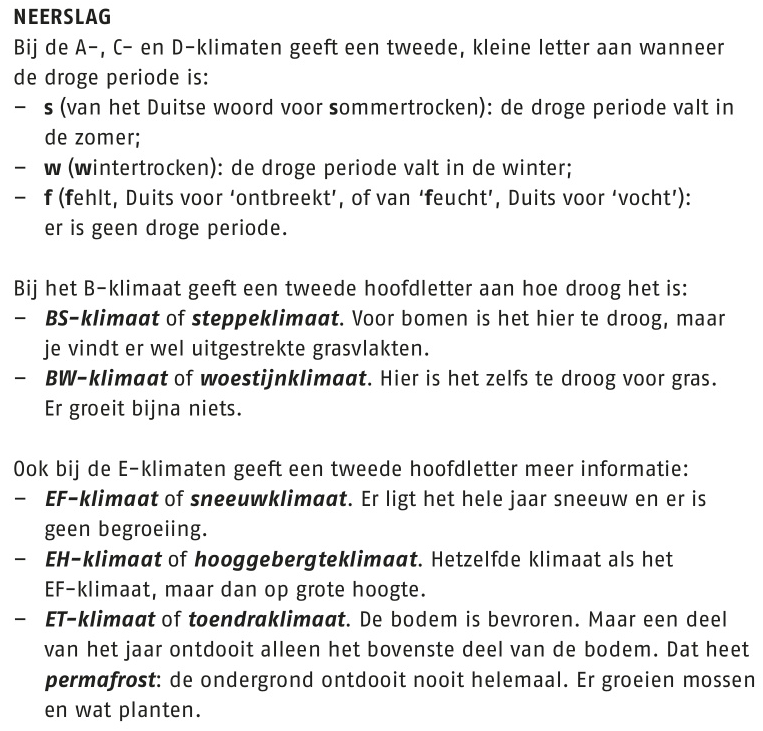 NEERSLAG
Bij de A-, C- en D-klimaten geeft een tweede, kleine letter aan wanneer
de droge periode is:
– s (van het Duitse woord voor sommertrocken): de droge periode valt in
de zomer;
– w (wintertrocken): de droge periode valt in de winter;
– f (fehlt, Duits voor ‘ontbreekt’, of van ‘feucht’, Duits voor ‘vocht’):
er is geen droge periode.
Bij het B-klimaat geeft een tweede hoofdletter aan hoe droog het is:
– BS-klimaat of steppeklimaat. Voor bomen is het hier te droog, maar
je vindt er wel uitgestrekte grasvlakten.
– BW-klimaat of woestijnklimaat. Hier is het zelfs te droog voor gras.
Er groeit bijna niets.
Ook bij de E-klimaten geeft een tweede hoofdletter meer informatie:
– EF-klimaat of sneeuwklimaat. Er ligt het hele jaar sneeuw en er is
geen begroeiing.
– EH-klimaat of hooggebergteklimaat. Hetzelfde klimaat als het
EF-klimaat, maar dan op grote hoogte.
– ET-klimaat of toendraklimaat. De bodem is bevroren. Maar een deel
van het jaar ontdooit alleen het bovenste deel van de bodem. Dat heet
permafrost: de ondergrond ontdooit nooit helemaal. Er groeien mossen
en wat planten.